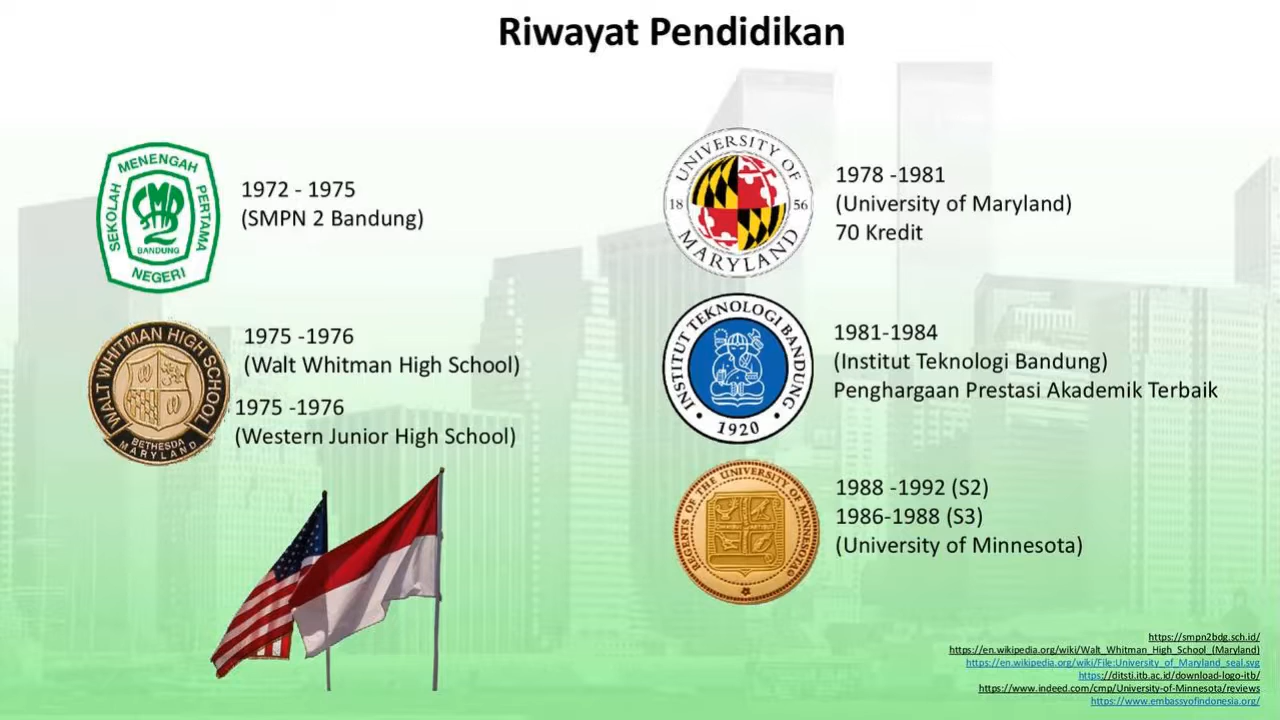 Riwayat Pendidikan
SEKOLAH MENENGAH PERTAMA NEGERI
SMP 2
BANDUNG
1972 - 1975
(SMPN 2 Bandung)
WALT WHITMAN HIGH SCHOOL
BETHESDA
MARYLAND
1975 -1976
(Walt Whitman High School)
1975 -1976
(Western Junior High School)
UNIVERSITY OF MARYLAND
18 56
1978 -1981
(University of Maryland)
70 Kredit
INSTITUT TEKNOLOGI BANDUNG
1920
1981-1984
(Institut Teknologi Bandung)
Penghargaan Prestasi Akademik Terbaik
REGENTS OF THE UNIVERSITY OF MINNESOTA
1988 -1992 (S2)
1986-1988 (S3)
(University of Minnesota)
https://smpn2bdg.sch.id/
https://en.wikipedia.org/wiki/Walt_Whitman_High_School_(Maryland)
https://en.wikipedia.org/wiki/File:University_of_Maryland_seal.svg
https://ditsti.itb.ac.id/download-logo-itb/
https://www.indeed.com/cmp/University-of-Minnesota/reviews
https://www.embassyofindonesia.org/